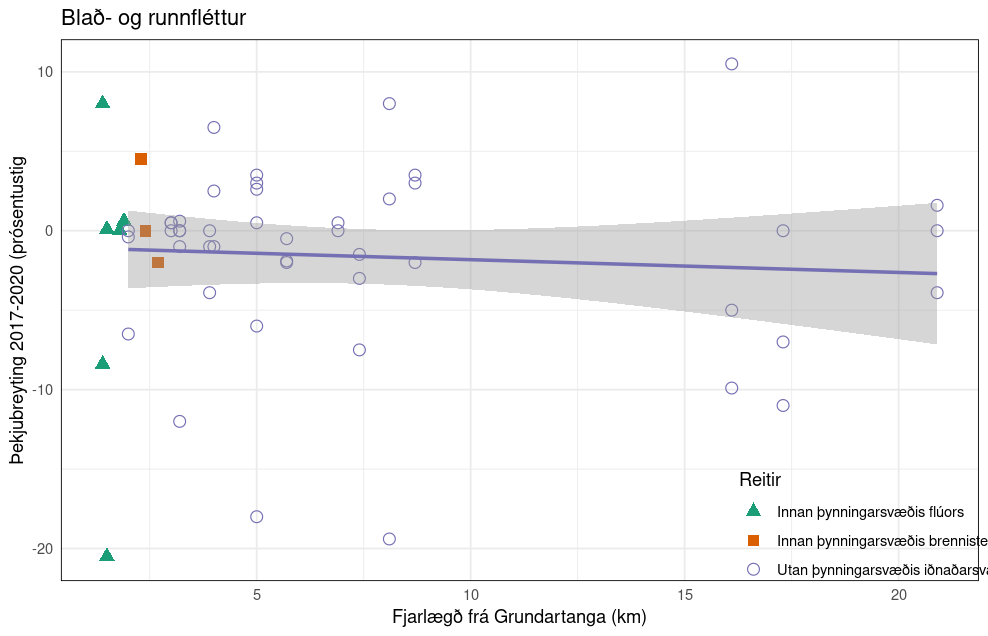 Blað- og runnfléttur
Þekjubreyting 2017-2020 (prósentustig)
10
0
-10
-20
5
10
15
20
Fjarlægð frá Grundartanga (km)
Reitir
Innan þynningarsvæðis flúors
Innan þynningarsvæðis brenniste
Utan þynningarsvæðis iðnaðarsva